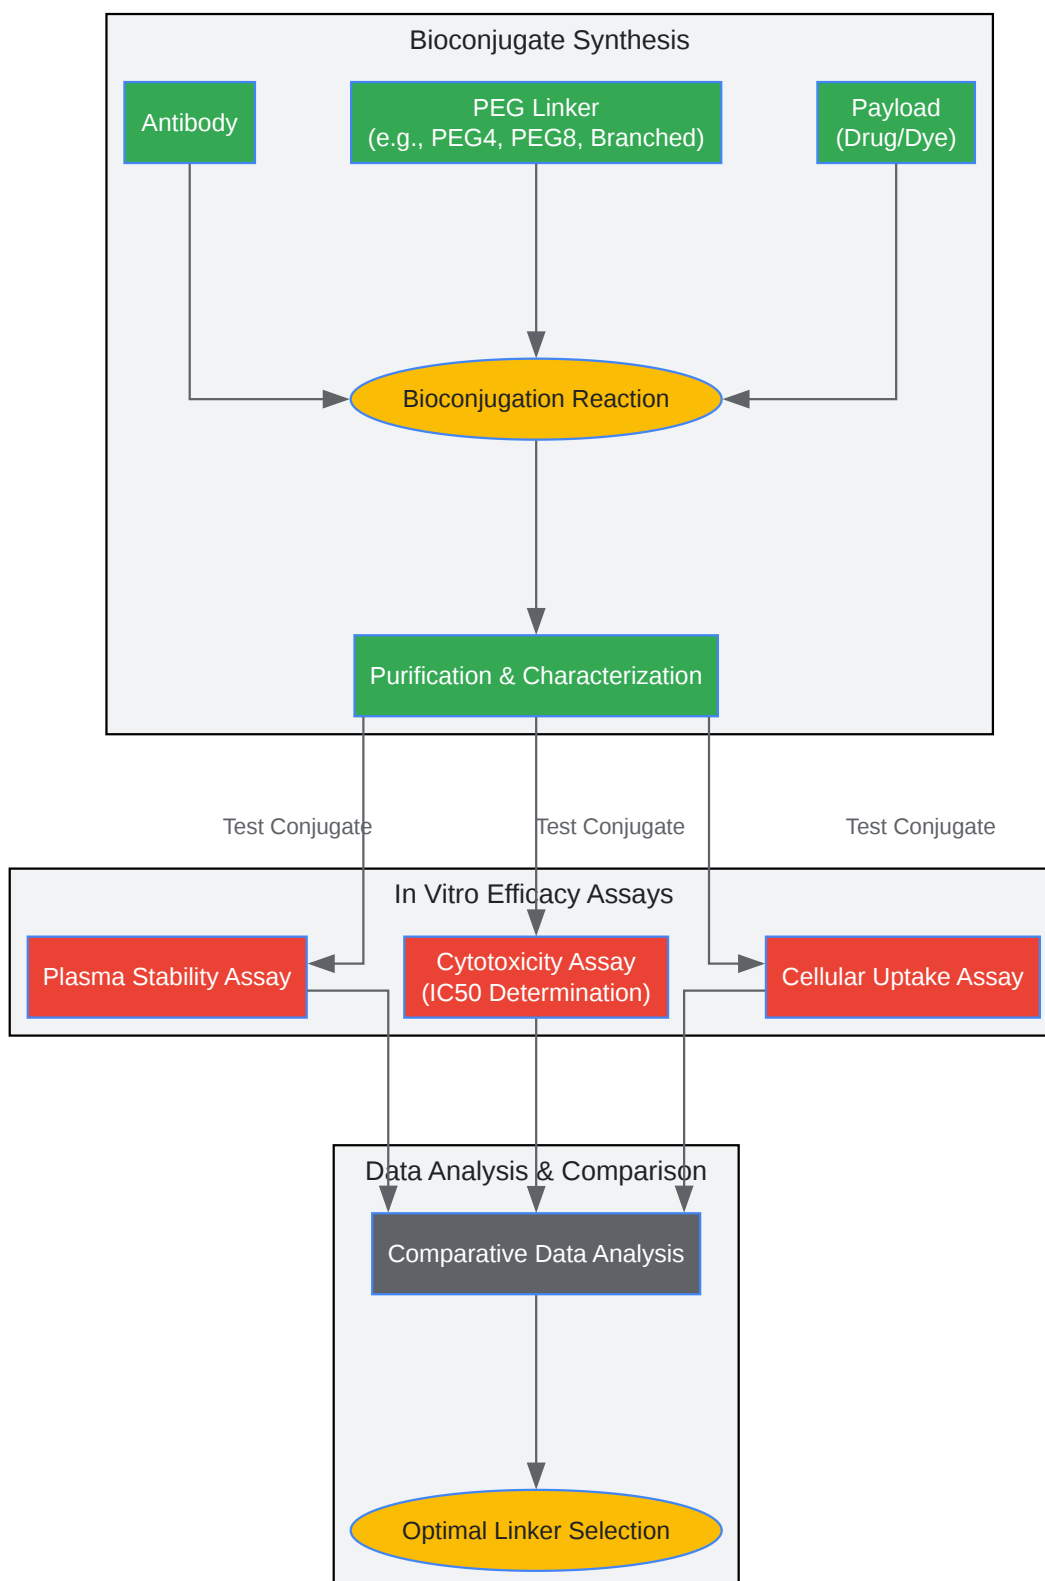 Bioconjugate Synthesis
Antibody
PEG Linker
(e.g., PEG4, PEG8, Branched)
Payload
(Drug/Dye)
Bioconjugation Reaction
Purification & Characterization
Test Conjugate
Test Conjugate
Test Conjugate
In Vitro Efficacy Assays
Plasma Stability Assay
Cytotoxicity Assay
(IC50 Determination)
Cellular Uptake Assay
Data Analysis & Comparison
Comparative Data Analysis
Optimal Linker Selection